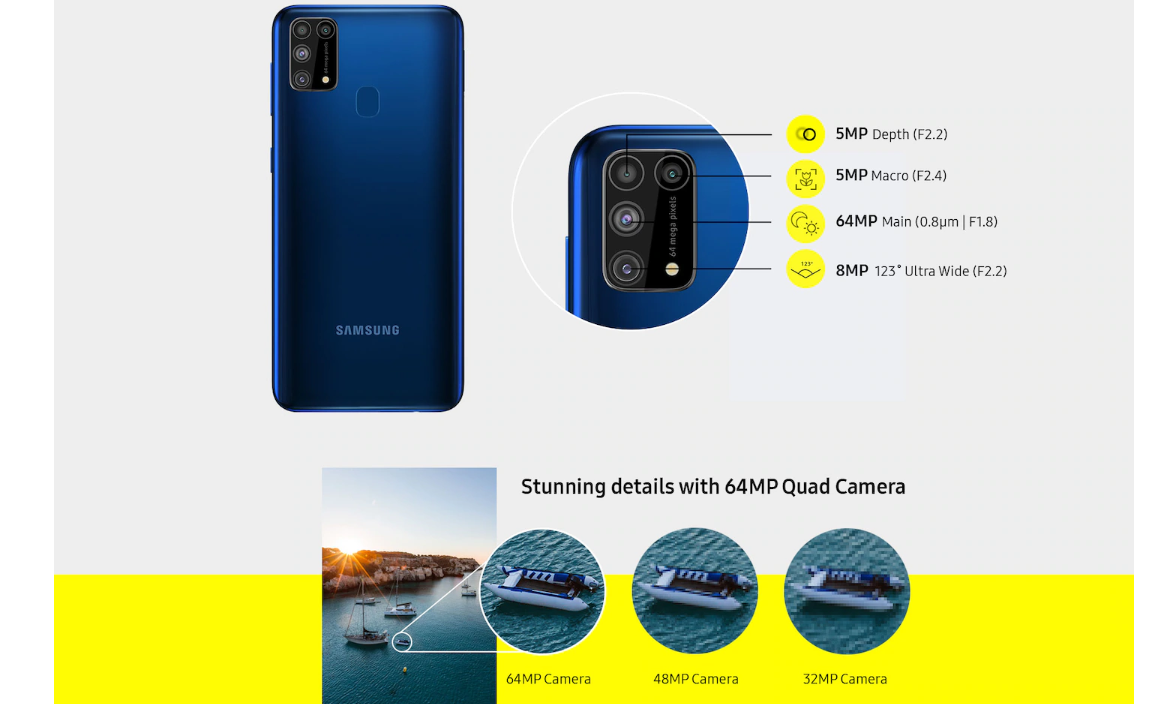 5MP Depth (F2.2)
5MP Macro (F2.4)
64 mega pixels
64MP Main (0.8μm | F1.8)
123°
8MP 123° Ultra Wide (F2.2)
SAMSUNG
Stunning details with 64MP Quad Camera
64MP Camera
48MP Camera
32MP Camera